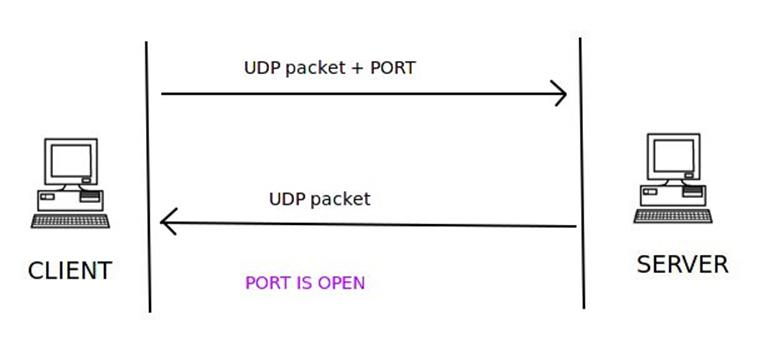 UDP packet + PORT
UDP packet
CLIENT
SERVER
PORT IS OPEN